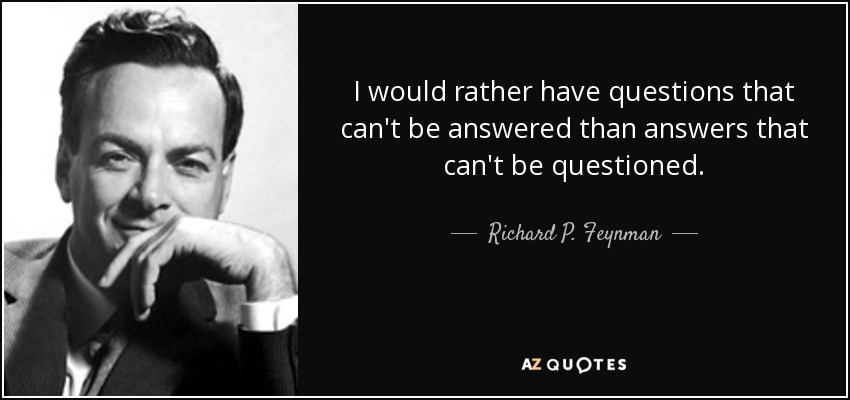 I would rather have questions that
can't be answered than answers that
can't be questioned.
Richard P. Feynman
AZ QUOTES